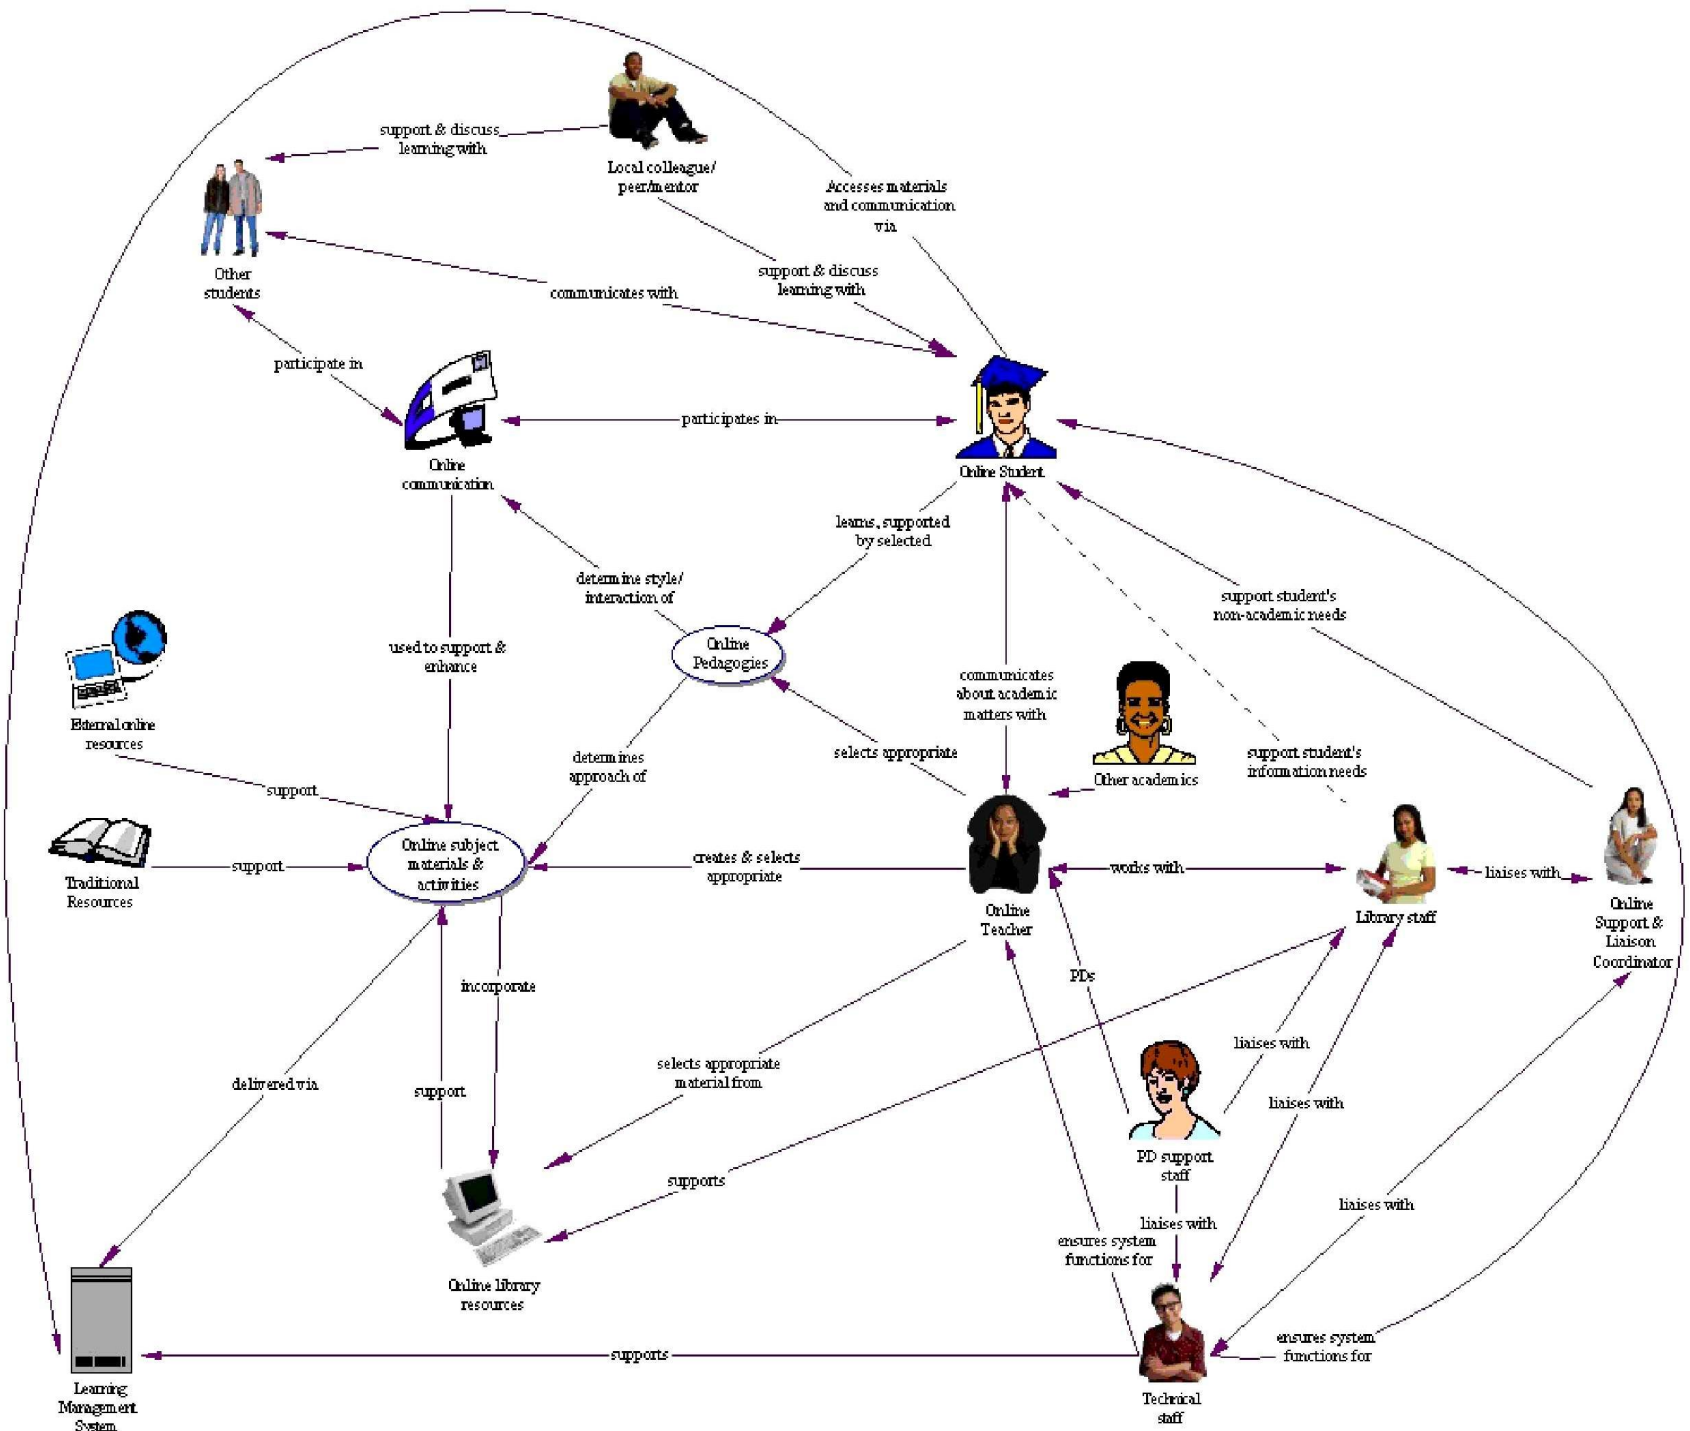 support & discuss
learning with
Local colleague/
peer/mentor
Accesses materials
and communication
via
Other
students
support & discuss
learning with
communicates with
participate in
participates in
Online
communication
Online Student
learns, supported
by selected
determine style/
interaction of
support student's
non-academic needs
used to support &
enhance
Online
Pedagogies
communicates
about academic
matters with
External online
resources
selects appropriate
support student's
information needs
determines
approach of
Other academics
support
Online subject
materials &
activities
creates & selects
appropriate
works with
liaises with
support
Traditional
Resources
Online
Teacher
Library staff
Online
Support &
Liaison
Coordinator
incorporate
PDs
liaises with
selects appropriate
material from
delivered via
support
liaises with
PD support
staff
supports
liaises with
liaises with
ensures system
functions for
Online library
resources
ensures system
functions for
supports
Learning
Management
System
Technical
staff